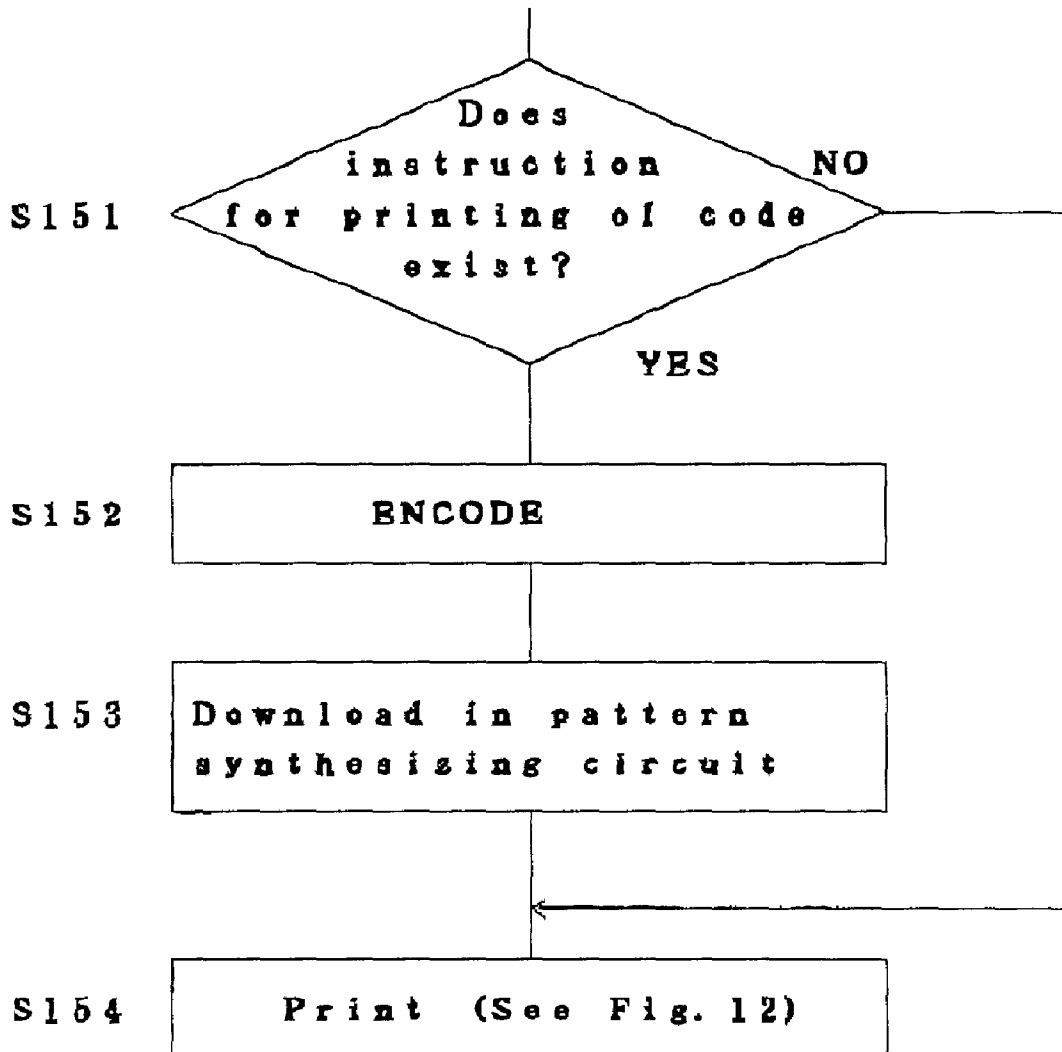 Does
instruction
NO
S151
for printing of code
exist?
YES
S152
ENCODE
S153
Download in pattern
synthesizing circuit
S154
Print (See Fig. 12)